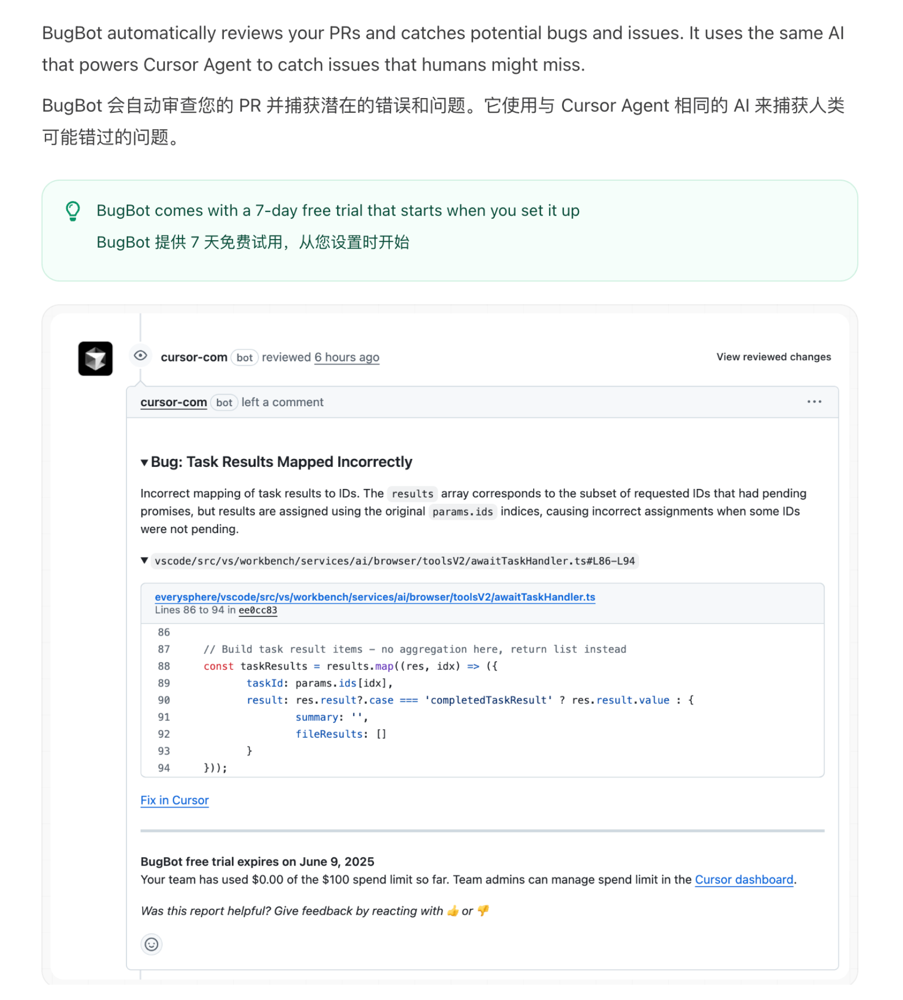 BugBot automatically reviews your PRs and catches potential bugs and issues. It uses the same AI
that powers Cursor Agent to catch issues that humans might miss.
BugBot 会自动审查您的 PR 并捕获潜在的错误和问题。它使用与 Cursor Agent 相同的 AI 来捕获人类
可能错过的问题。
BugBot comes with a 7-day free trial that starts when you set it up
BugBot 提供 7 天免费试用，从您设置时开始
cursor-com bot reviewed 6 hours ago View reviewed changes
cursor-com bot left a comment ···
▼ Bug: Task Results Mapped Incorrectly
Incorrect mapping of task results to IDs. The results array corresponds to the subset of requested IDs that had pending
promises, but results are assigned using the original params.ids indices, causing incorrect assignments when some IDs
were not pending.
▼ vscode/src/vs/workbench/services/ai/browser/toolsV2/awaitTaskHandler.ts#L86–L94
everysphere/vscode/src/vs/workbench/services/ai/browser/toolsV2/awaitTaskHandler.ts
Lines 86 to 94 in ee0cc83
86
87 // Build task result items – no aggregation here, return list instead
88 const taskResults = results.map((res, idx) => ({
89 taskId: params.ids[idx],
90 result: res.result?.case === 'completedTaskResult' ? res.result.value : {
91 summary: '',
92 fileResults: []
93 }
94 }));
Fix in Cursor
BugBot free trial expires on June 9, 2025
Your team has used $0.00 of the $100 spend limit so far. Team admins can manage spend limit in the Cursor dashboard.
Was this report helpful? Give feedback by reacting with 👍 or 👎